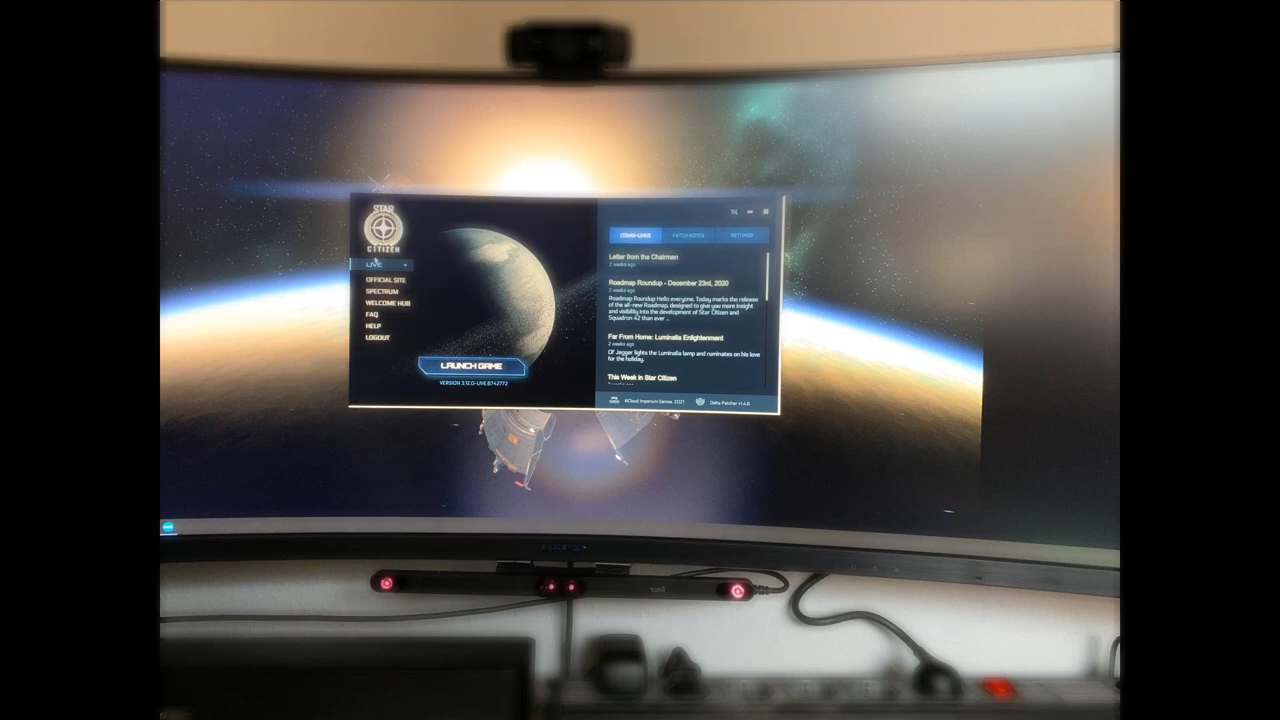 STAR
CITIZEN
LIVE
OFFICIAL SITE
SPECTRUM
WELCOME HUB
FAQ
HELP
LOGOUT
LAUNCH GAME
VERSION 3.12.0-LIVE.6742772
COMM-LINKS PATCH NOTES SETTINGS
Letter from the Chairman
2 weeks ago
Roadmap Roundup - December 23rd, 2020
2 weeks ago
Roadmap Roundup Hello everyone, Today marks the release
of the all-new Roadmap, designed to give you more insight
and visibility into the development of Star Citizen and
Squadron 42 than ever ...
Far From Home: Luminalia Enlightenment
2 weeks ago
Ol' Jegger lights the Luminalia lamp and ruminates on his love
for the holiday.
This Week in Star Citizen
©Cloud Imperium Games, 2021 Delta Patcher v1.4.8
tobii